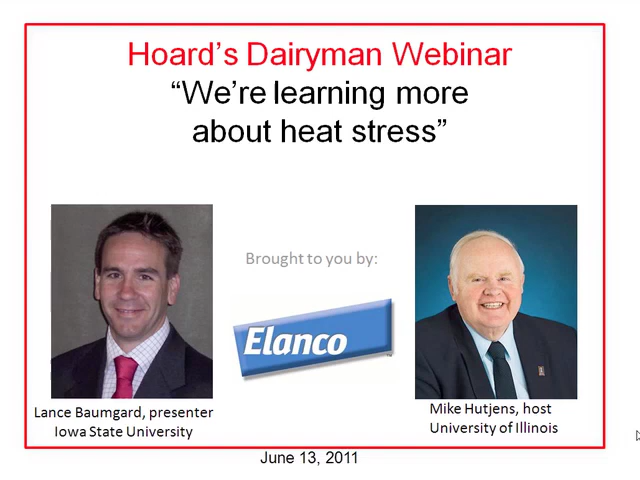 Hoard’s Dairyman Webinar
“We’re learning more
about heat stress”
Brought to you by:
Elanco
Lance Baumgard, presenter
Iowa State University
Mike Hutjens, host
University of Illinois
June 13, 2011